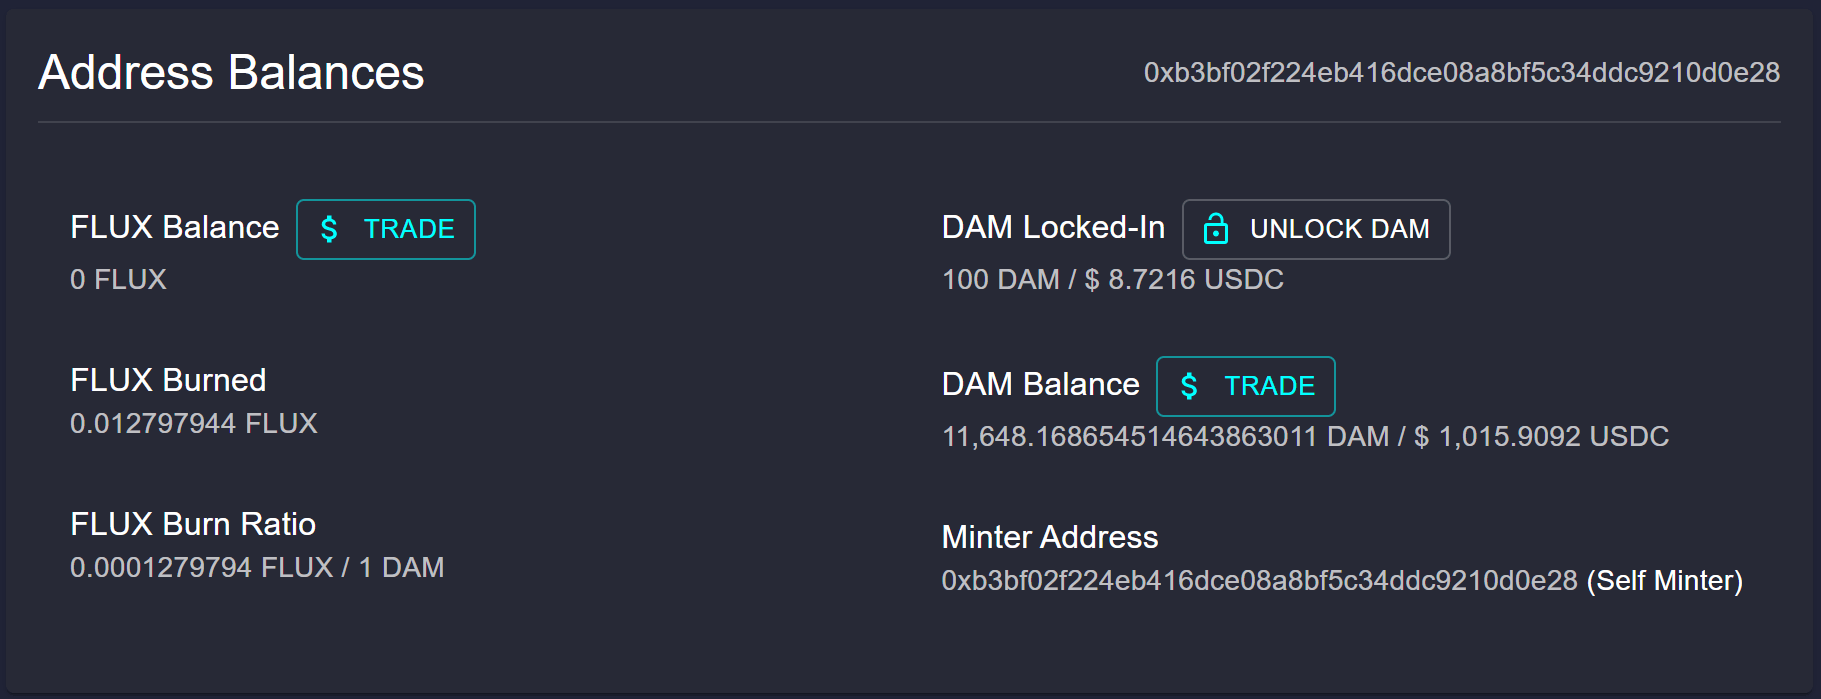 Address Balances
0xb3bf02f224eb416dce08a8bf5c34ddc9210d0e28
FLUX Balance
$ TRADE
0 FLUX
FLUX Burned
0.012797944 FLUX
FLUX Burn Ratio
0.0001279794 FLUX / 1 DAM
DAM Locked-In
UNLOCK DAM
100 DAM / $ 8.7216 USDC
DAM Balance
$ TRADE
11,648.168654514643863011 DAM / $ 1,015.9092 USDC
Minter Address
0xb3bf02f224eb416dce08a8bf5c34ddc9210d0e28 (Self Minter)